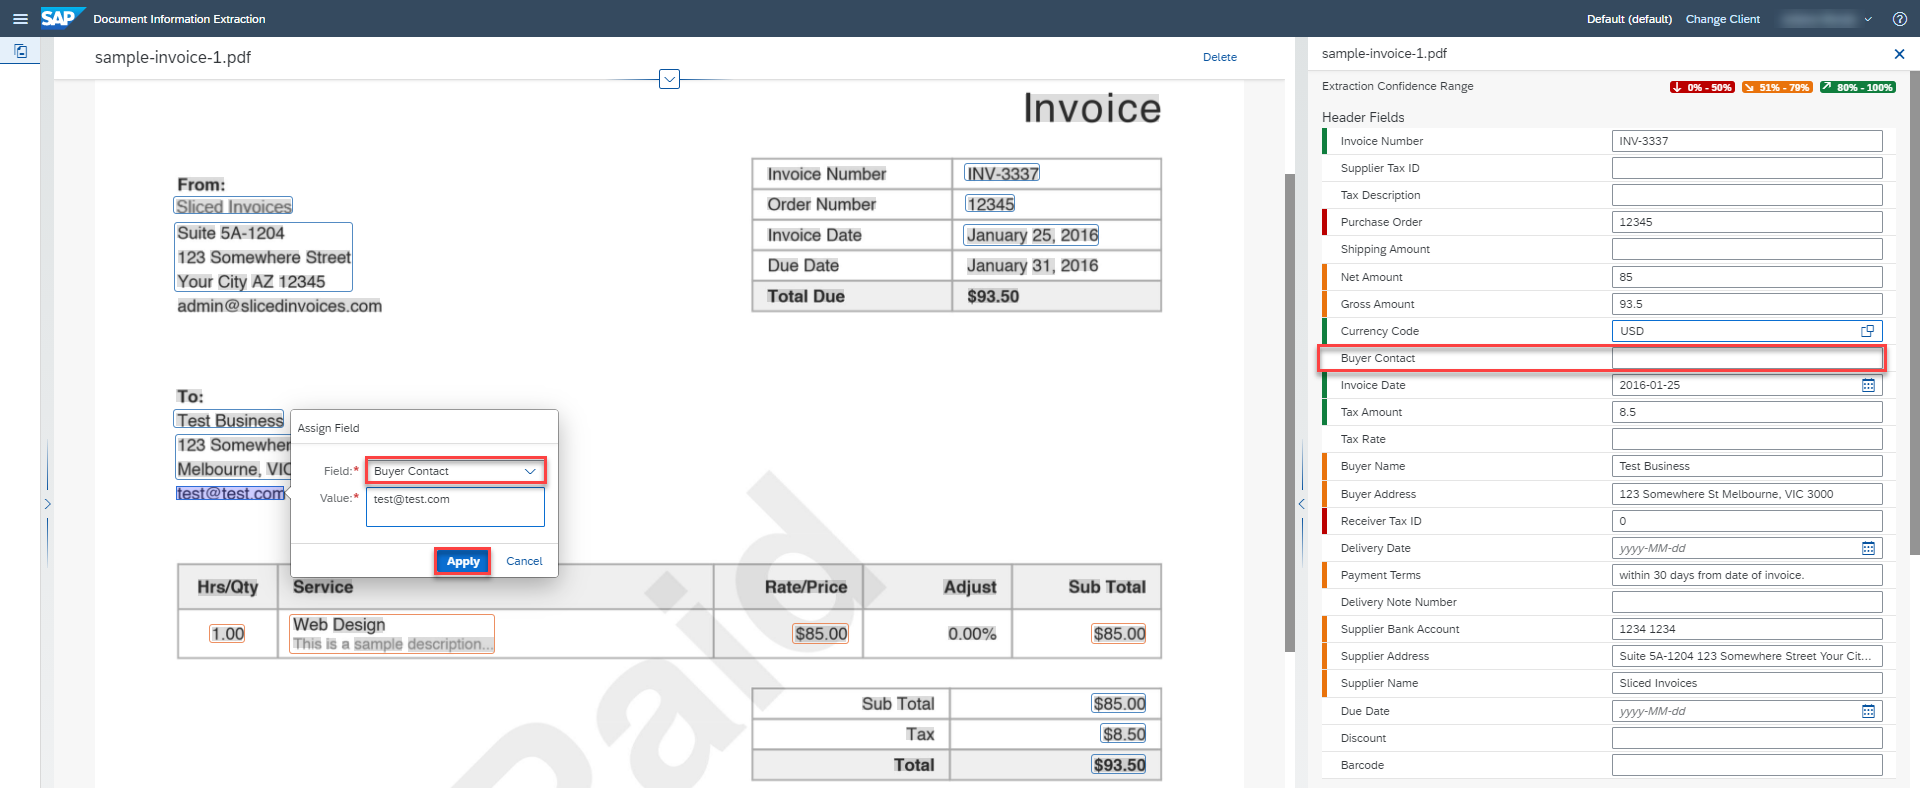 SAP Document Information Extraction
Default (default) Change Client
sample-invoice-1.pdf
Delete
Invoice
From:
Sliced Invoices
Suite 5A-1204
123 Somewhere Street
Your City AZ 12345
admin@slicedinvoices.com
Invoice Number INV-3337
Order Number 12345
Invoice Date January 25, 2016
Due Date January 31, 2016
Total Due $93.50
To:
Test Business
123 Somewher
Melbourne, VIC
test@test.com
Assign Field
Field:* Buyer Contact
Value:* test@test.com
Apply Cancel
Hrs/Qty Service Rate/Price Adjust Sub Total
1.00 Web Design $85.00 0.00% $85.00
This is a sample description...
Paid
Sub Total $85.00
Tax $8.50
Total $93.50
sample-invoice-1.pdf
Extraction Confidence Range 0% - 50% 51% - 79% 80% - 100%
Header Fields
Invoice Number INV-3337
Supplier Tax ID
Tax Description
Purchase Order 12345
Shipping Amount
Net Amount 85
Gross Amount 93.5
Currency Code USD
Buyer Contact
Invoice Date 2016-01-25
Tax Amount 8.5
Tax Rate
Buyer Name Test Business
Buyer Address 123 Somewhere St Melbourne, VIC 3000
Receiver Tax ID 0
Delivery Date yyyy-MM-dd
Payment Terms within 30 days from date of invoice.
Delivery Note Number
Supplier Bank Account 1234 1234
Supplier Address Suite 5A-1204 123 Somewhere Street Your Cit...
Supplier Name Sliced Invoices
Due Date yyyy-MM-dd
Discount
Barcode